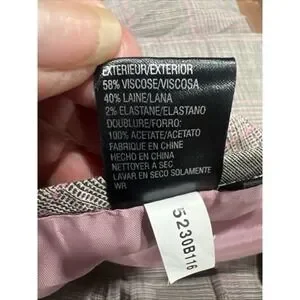 EXTERIEUR/EXTERIOR
58% VISCOSE/VISCOSA
40% LAINE/LANA
2% ELASTANE/ELASTANO
DOUBLURE/FORRO:
100% ACETATE/ACETATO
FABRIQUE EN CHINE
HECHO EN CHINA
NETTOYER A SEC
LAVAR EN SECO SOLAMENTE
WR
5230B116